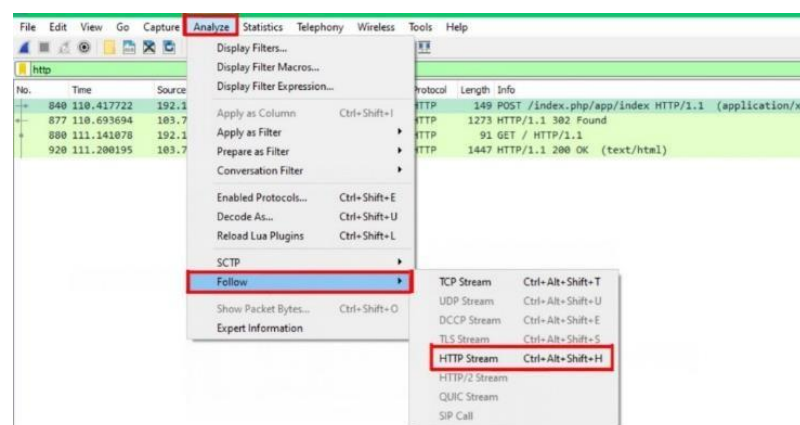 File Edit View Go Capture Analyze Statistics Telephony Wireless Tools Help
http
No. Time Source Protocol Length Info
840 110.417722 192.1 HTTP 149 POST /index.php/app/index HTTP/1.1 (application/x
877 110.693694 103.7 HTTP 1273 HTTP/1.1 302 Found
880 111.141078 192.1 HTTP 91 GET / HTTP/1.1
920 111.200195 103.7 HTTP 1447 HTTP/1.1 200 OK (text/html)
Display Filters...
Display Filter Macros...
Display Filter Expression...
Apply as Column Ctrl+Shift+I
Apply as Filter
Prepare as Filter
Conversation Filter
Enabled Protocols... Ctrl+Shift+E
Decode As... Ctrl+Shift+U
Reload Lua Plugins Ctrl+Shift+L
SCTP
Follow
Show Packet Bytes... Ctrl+Shift+O
Expert Information
TCP Stream Ctrl+Alt+Shift+T
UDP Stream Ctrl+Alt+Shift+U
DCCP Stream Ctrl+Alt+Shift+E
TLS Stream Ctrl+Alt+Shift+S
HTTP Stream Ctrl+Alt+Shift+H
HTTP/2 Stream
QUIC Stream
SIP Call